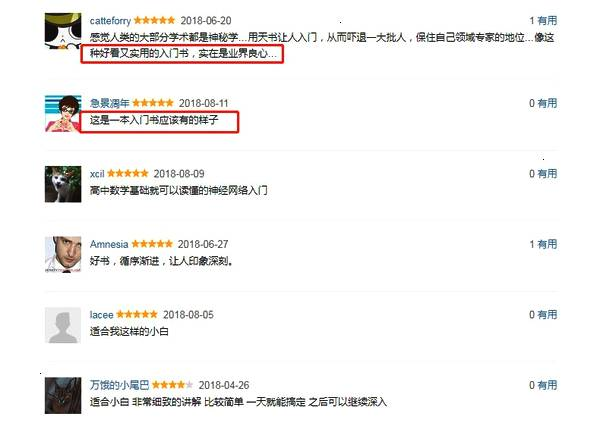 catteforry ★★★★★ 2018-06-20 1 有用
感觉人类的大部分学术都是神秘学...用天书让人入门，从而吓退一大批人，保住自己领域专家的地位...像这
种好看又实用的入门书，实在是业界良心...
急景凋年 ★★★★★ 2018-08-11 0 有用
这是一本入门书应该有的样子
xcil ★★★★★ 2018-08-09 0 有用
高中数学基础就可以读懂的神经网络入门
Amnesia ★★★★★ 2018-06-27 1 有用
好书，循序渐进，让人印象深刻。
lacee ★★★★★ 2018-08-05 0 有用
适合我这样的小白
万饿的小尾巴 ★★★★★ 2018-04-26 0 有用
适合小白 非常细致的讲解 比较简单 一天就能搞定 之后可以继续深入